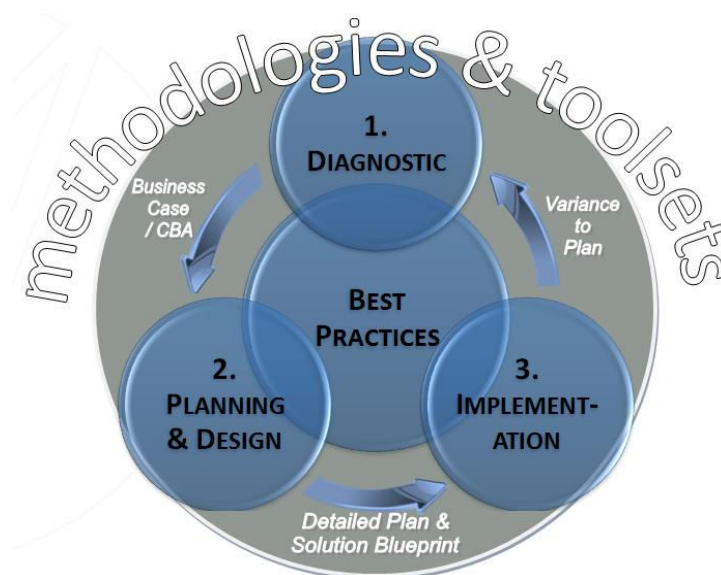 methodologies & toolsets
1.
DIAGNOSTIC
Business
Case
/ CBA
Variance
to
Plan
BEST
PRACTICES
2.
PLANNING
& DESIGN
3.
IMPLEMENT-
ATION
Detailed Plan &
Solution Blueprint